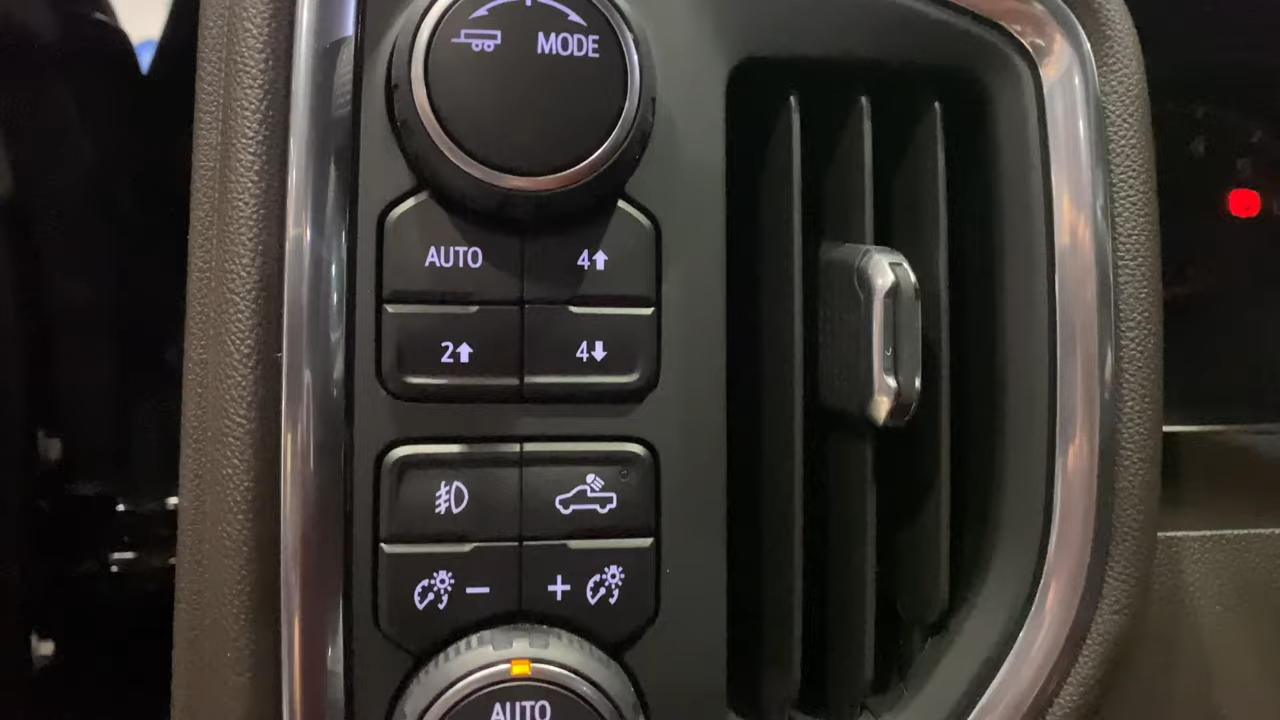 MODE
AUTO 4↑
2↑ 4↓
− +
AUTO